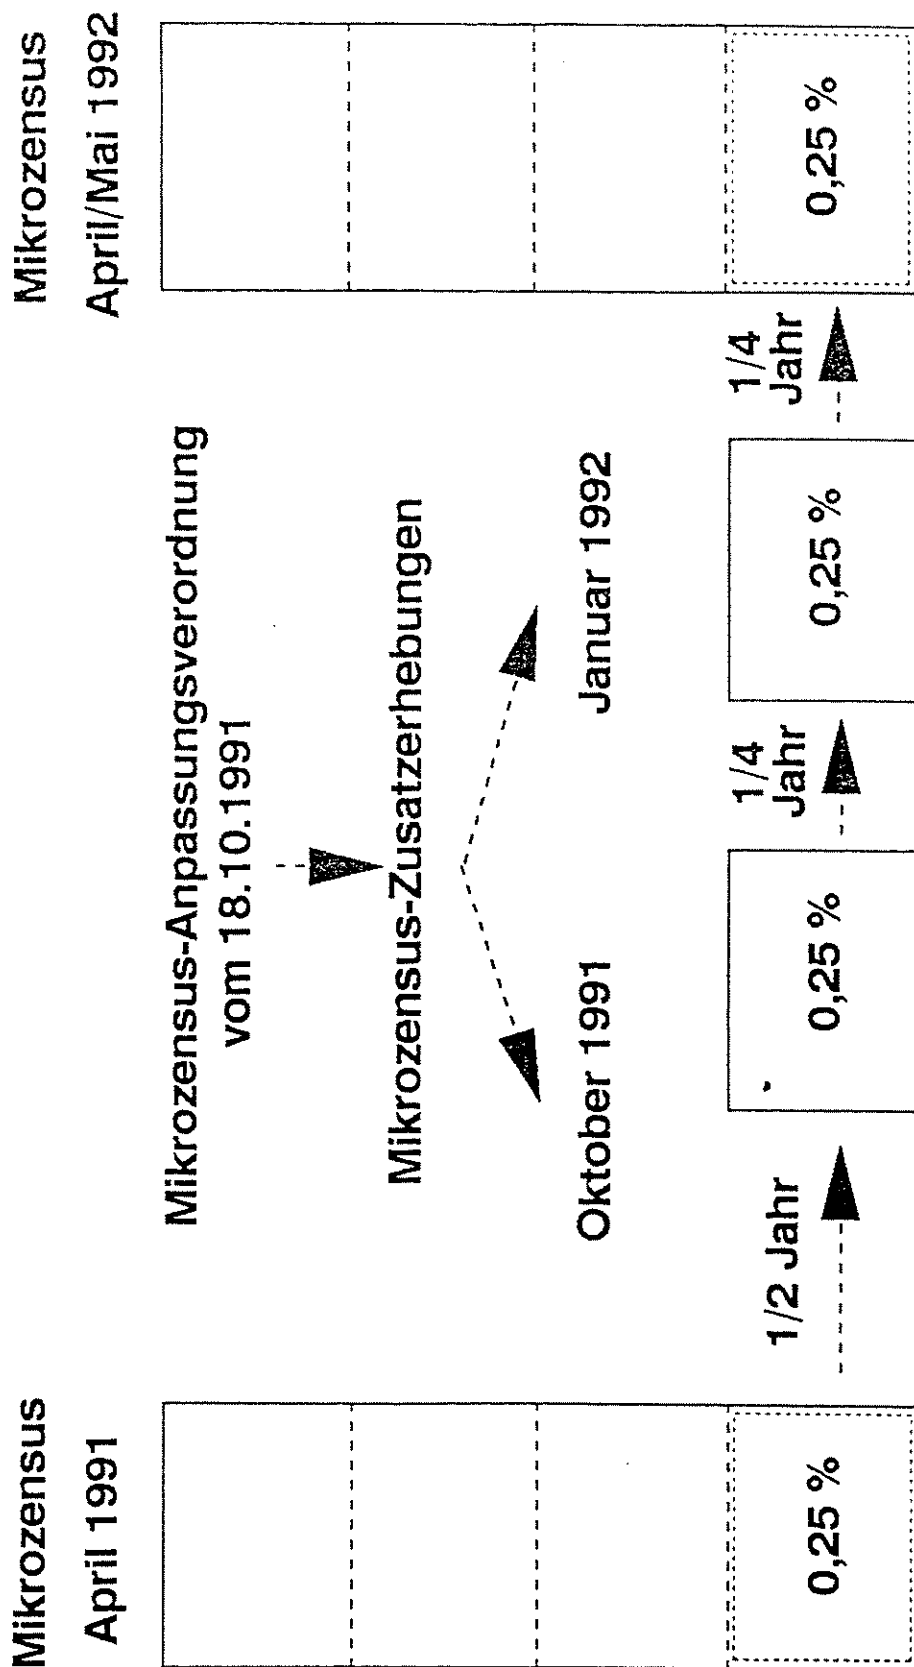 Mikrozensus
April 1991
Mikrozensus-Anpassungsverordnung
vom 18.10.1991
Mikrozensus-Zusatzerhebungen
Oktober 1991
Januar 1992
Mikrozensus
April/Mai 1992
0,25 %
1/2 Jahr
0,25 %
1/4
Jahr
0,25 %
1/4
Jahr
0,25 %